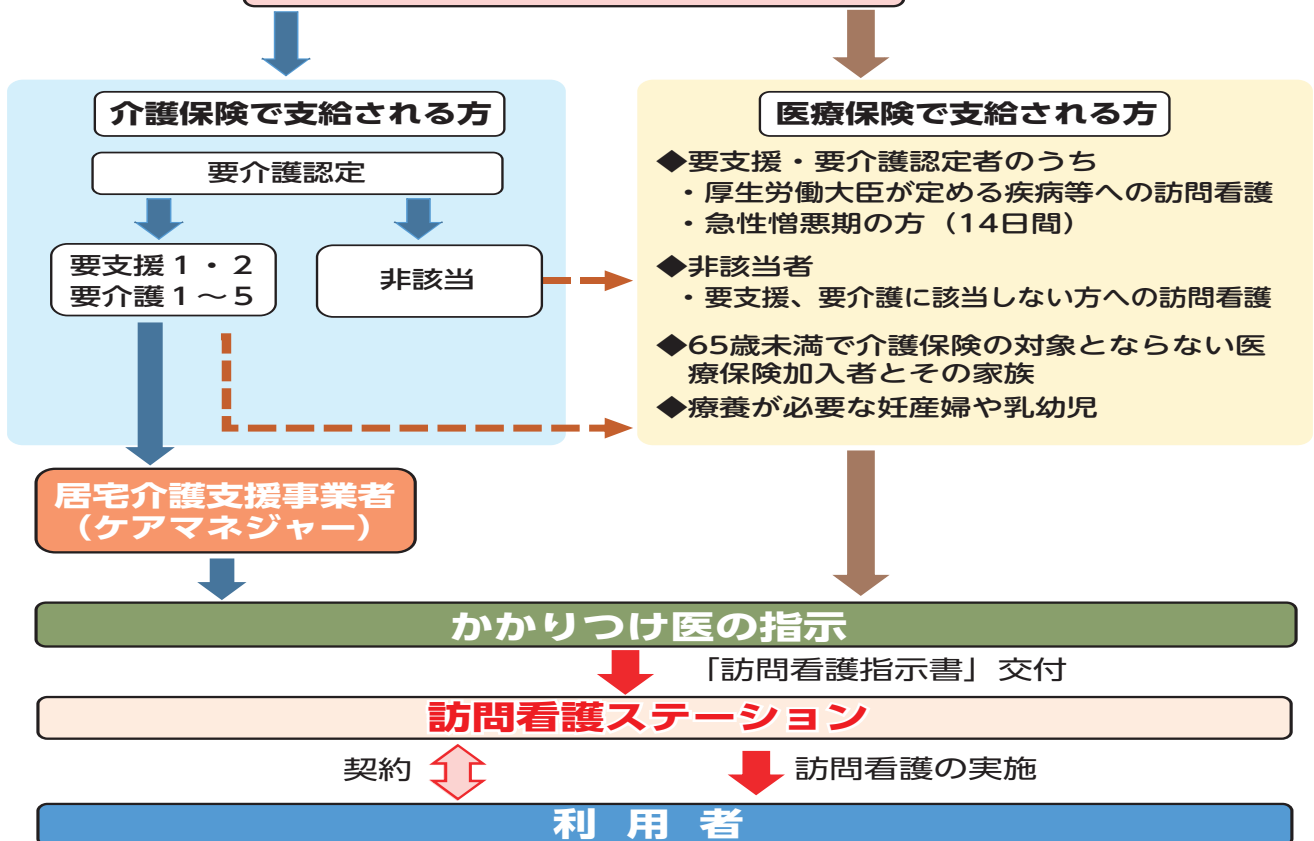 介護保険で支給される方
要介護認定
要支援1・2
要介護1～5
非該当
医療保険で支給される方
◆要支援・要介護認定者のうち
・厚生労働大臣が定める疾病等への訪問看護
・急性憎悪期の方（14日間）
◆非該当者
・要支援、要介護に該当しない方への訪問看護
◆65歳未満で介護保険の対象とならない医
療保険加入者とその家族
◆療養が必要な妊産婦や乳幼児
居宅介護支援事業者
（ケアマネジャー）
かかりつけ医の指示
「訪問看護指示書」交付
訪問看護ステーション
契約
訪問看護の実施
利用者